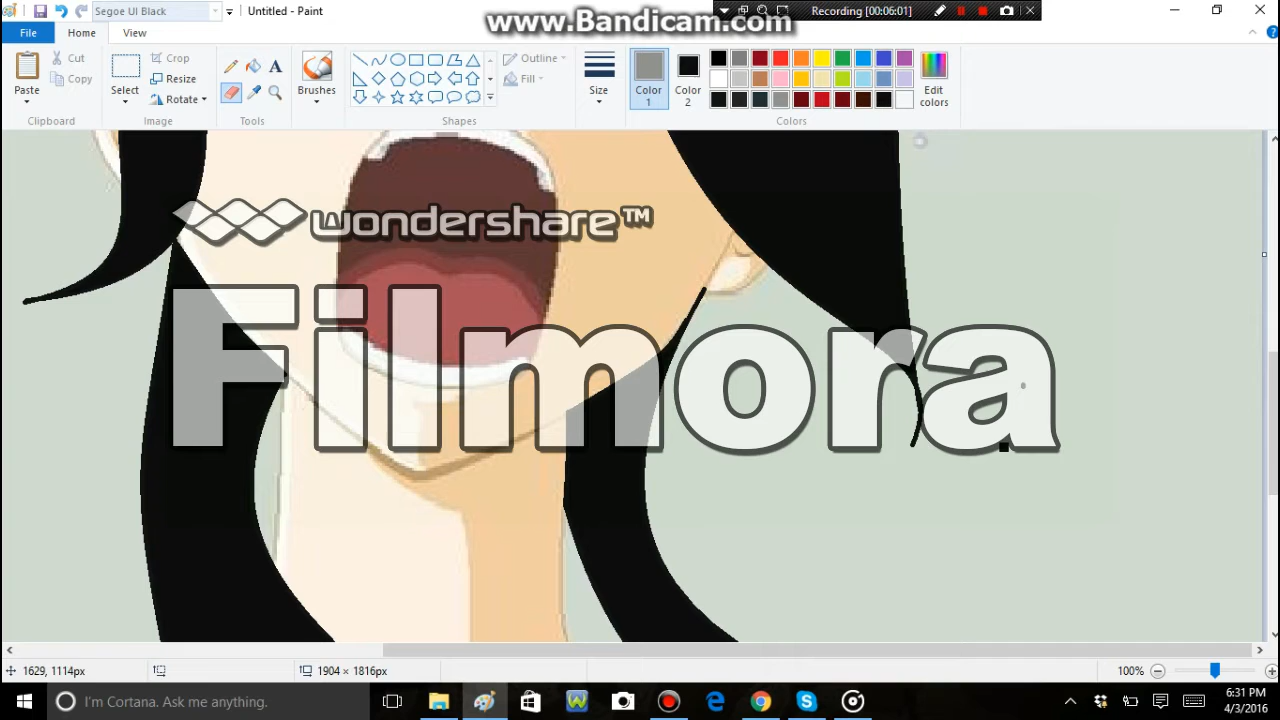 Segoe UI Black
Untitled - Paint
www.Bandicam.com
Recording [00:06:01]
File
Home
View
Paste
Cut
Copy
Clipboard
Select
Crop
Resize
Rotate
Image
Tools
Brushes
Shapes
Outline
Fill
Size
Color 1
Color 2
Edit colors
Colors
wondershare™
Filmora
1629, 1114px
1904 × 1816px
100%
I'm Cortana. Ask me anything.
6:31 PM
4/3/2016